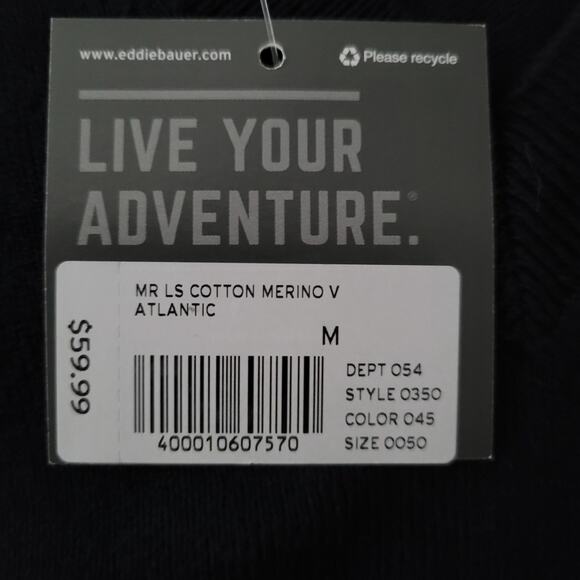 www.eddiebauer.com
Please recycle
LIVE YOUR
ADVENTURE.®
MR LS COTTON MERINO V
ATLANTIC
M
$59.99
DEPT 054
STYLE 0350
COLOR 045
SIZE 0050
400010607570